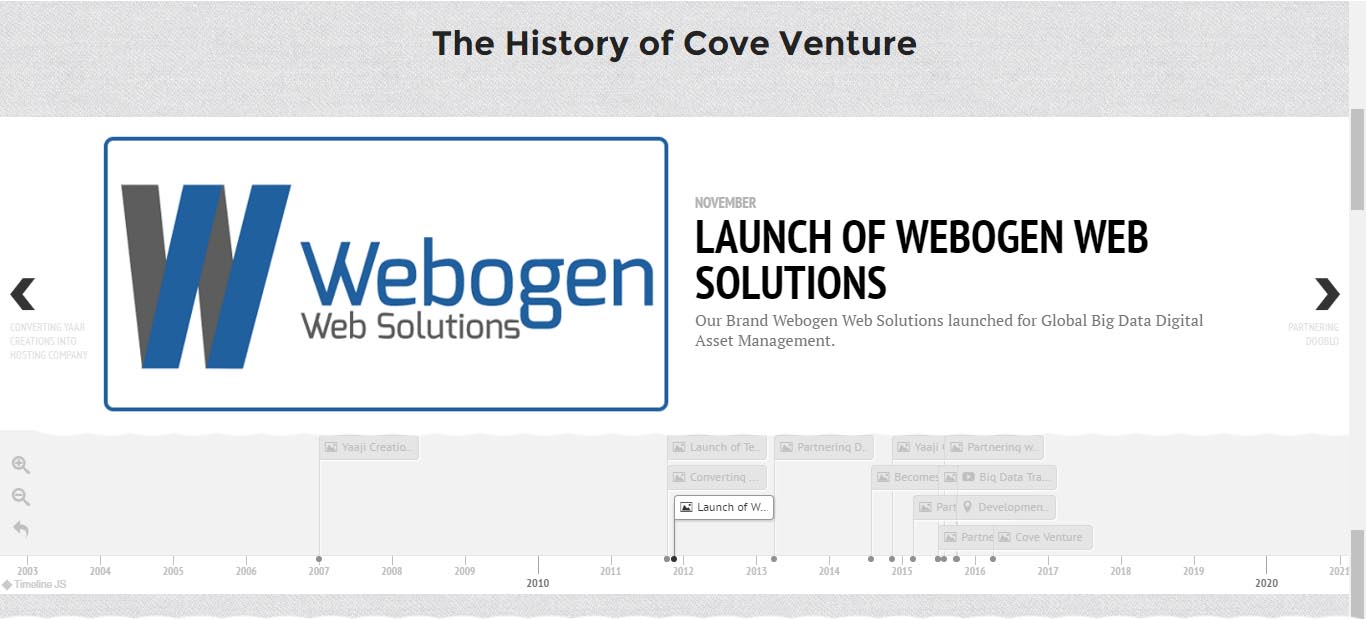 The History of Cove Venture
Webogen
Web Solutions
NOVEMBER
LAUNCH OF WEBOGEN WEB
SOLUTIONS
Our Brand Webogen Web Solutions launched for Global Big Data Digital
Asset Management.
CONVERTING YAAJI
CREATIONS INTO
HOSTING COMPANY
PARTNERING
DOOBLO
Yaaji Creatio...
Launch of Te...
Partnering D...
Yaaji
Partnering w...
Converting ...
Becomes
Big Data Tra...
Launch of W...
Part
Developmen...
Partne
Cove Venture
2003 2004 2005 2006 2007 2008 2009 2010 2011 2012 2013 2014 2015 2016 2017 2018 2019 2020 2021
Timeline JS